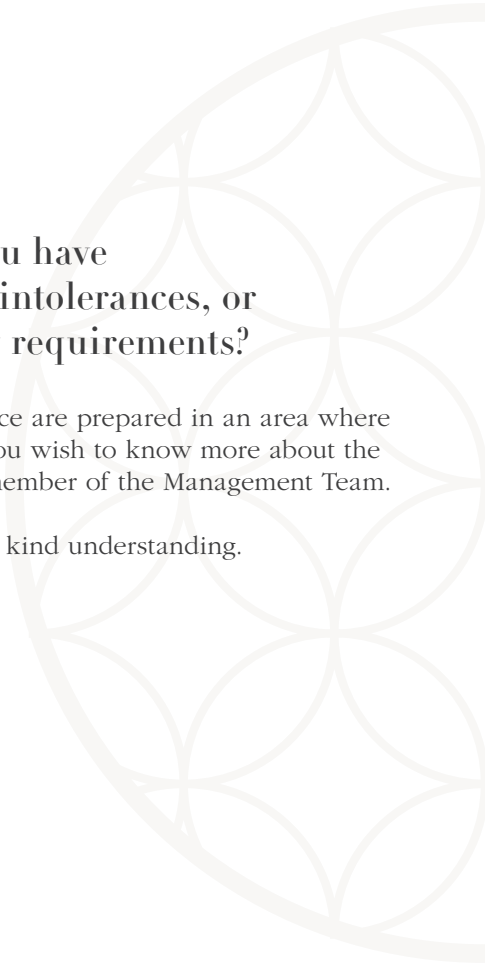 u have
intolerances, or
requirements?
ce are prepared in an area where
ou wish to know more about the
member of the Management Team.
kind understanding.